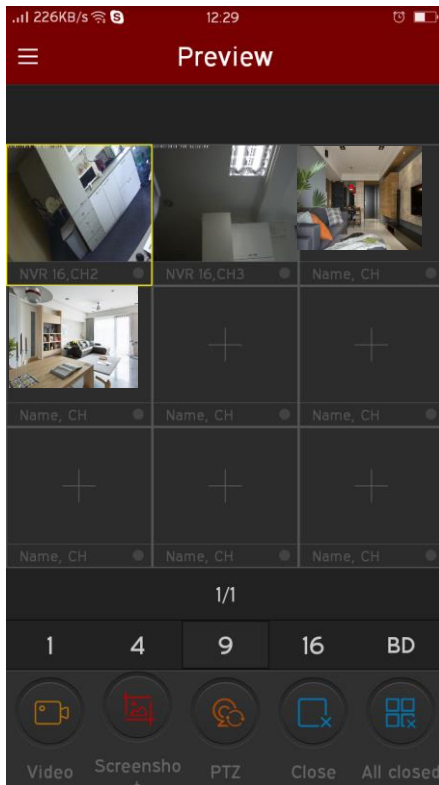 226KB/s S 12:29
Preview
NVR 16,CH2 NVR 16,CH3 Name, CH
Name, CH Name, CH Name, CH
Name, CH Name, CH Name, CH
1/1
1 4 9 16 BD
Video Screensho PTZ Close All closed